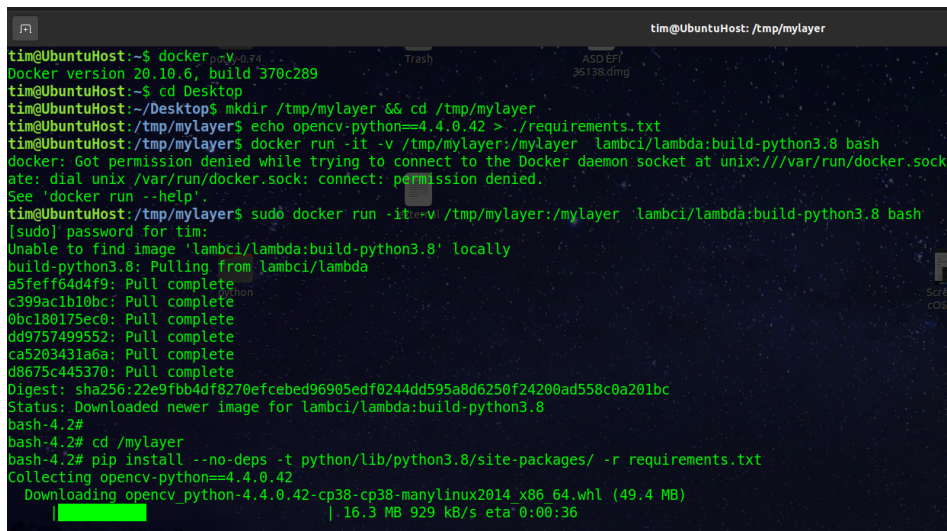 tim@UbuntuHost: /tmp/mylayer
tim@UbuntuHost:~$ docker -v
Docker version 20.10.6, build 370c289
tim@UbuntuHost:~$ cd Desktop
tim@UbuntuHost:~/Desktop$ mkdir /tmp/mylayer && cd /tmp/mylayer
tim@UbuntuHost:/tmp/mylayer$ echo opencv-python==4.4.0.42 > ./requirements.txt
tim@UbuntuHost:/tmp/mylayer$ docker run -it -v /tmp/mylayer:/mylayer  lambci/lambda:build-python3.8 bash
docker: Got permission denied while trying to connect to the Docker daemon socket at unix:///var/run/docker.sock
ate: dial unix /var/run/docker.sock: connect: permission denied.
See 'docker run --help'.
tim@UbuntuHost:/tmp/mylayer$ sudo docker run -it -v /tmp/mylayer:/mylayer  lambci/lambda:build-python3.8 bash
[sudo] password for tim:
Unable to find image 'lambci/lambda:build-python3.8' locally
build-python3.8: Pulling from lambci/lambda
a5feff64d4f9: Pull complete
c399ac1b10bc: Pull complete
0bc180175ec0: Pull complete
dd9757499552: Pull complete
ca5203431a6a: Pull complete
d8675c445370: Pull complete
Digest: sha256:22e9fbb4df8270efcebed96905edf0244dd595a8d6250f24200ad558c0a201bc
Status: Downloaded newer image for lambci/lambda:build-python3.8
bash-4.2#
bash-4.2# cd /mylayer
bash-4.2# pip install --no-deps -t python/lib/python3.8/site-packages/ -r requirements.txt
Collecting opencv-python==4.4.0.42
  Downloading opencv_python-4.4.0.42-cp38-cp38-manylinux2014_x86_64.whl (49.4 MB)
| | 16.3 MB 929 kB/s eta 0:00:36
Trash
ASD EFI
3S138.dmg
python